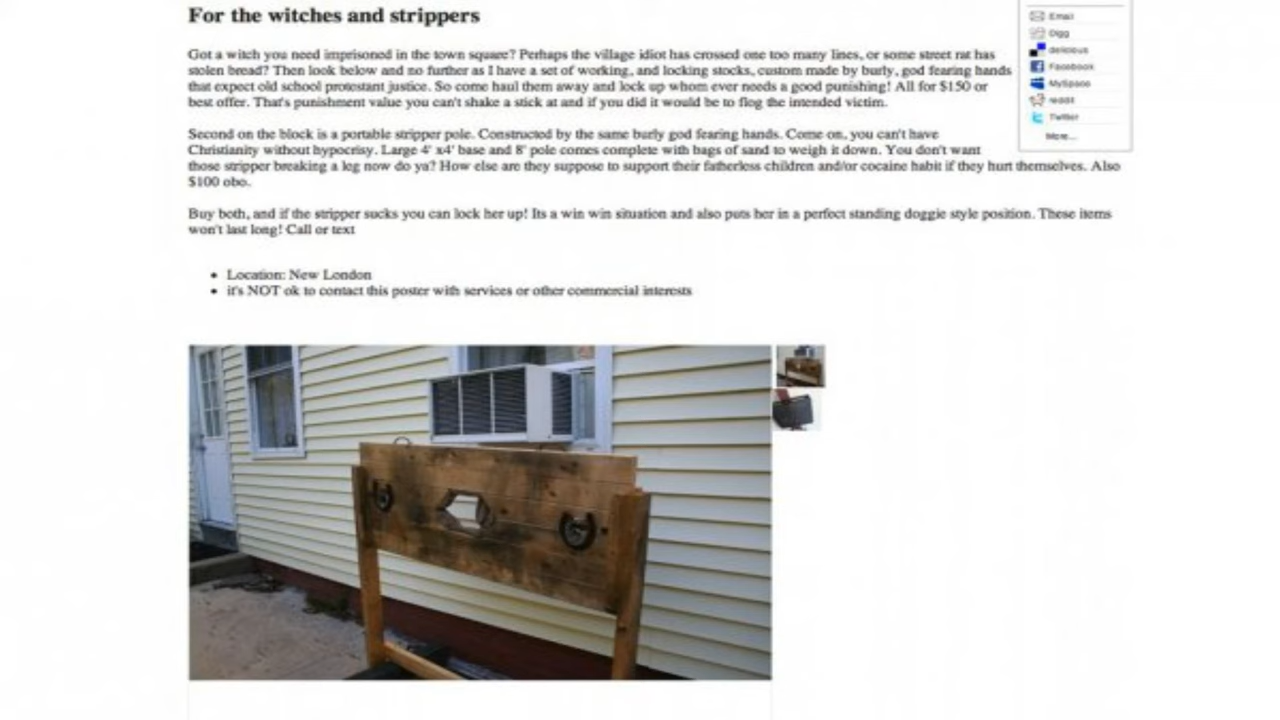 For the witches and strippers
Email
Digg
Got a witch you need imprisoned in the town square? Perhaps the village idiot has crossed one too many lines, or some street rat has
delicious
stolen bread? Then look below and no further as I have a set of working, and locking stocks, custom made by burly, god fearing hands
Facebook
that expect old school protestant justice. So come haul them away and lock up whom ever needs a good punishing! All for $150 or
MySpace
best offer. That's punishment value you can't shake a stick at and if you did it would be to flog the intended victim.
reddit
Twitter
Second on the block is a portable stripper pole. Constructed by the same burly god fearing hands. Come on, you can't have
More...
Christianity without hypocrisy. Large 4' x4' base and 8' pole comes complete with bags of sand to weigh it down. You don't want
those stripper breaking a leg now do ya? How else are they suppose to support their fatherless children and/or cocaine habit if they hurt themselves. Also
$100 obo.
Buy both, and if the stripper sucks you can lock her up! Its a win win situation and also puts her in a perfect standing doggie style position. These items
won't last long! Call or text
• Location: New London
• it's NOT ok to contact this poster with services or other commercial interests